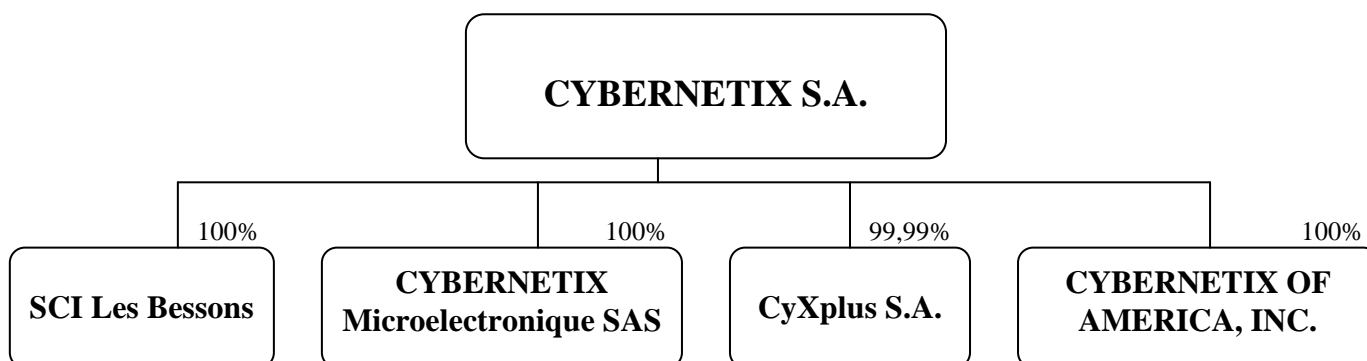 CYBERNETIX S.A.
100%
100%
99,99%
100%
SCI Les Bessons
CYBERNETIX
Microelectronique SAS
CyXplus S.A.
CYBERNETIX OF
AMERICA, INC.